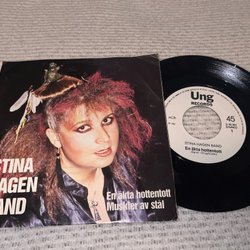 STINA
HAGEN
BAND
En äkta hottentott
Muskler av stål
Ung
RECORDS
45
STINA HAGEN BAND
En äkta hottentott